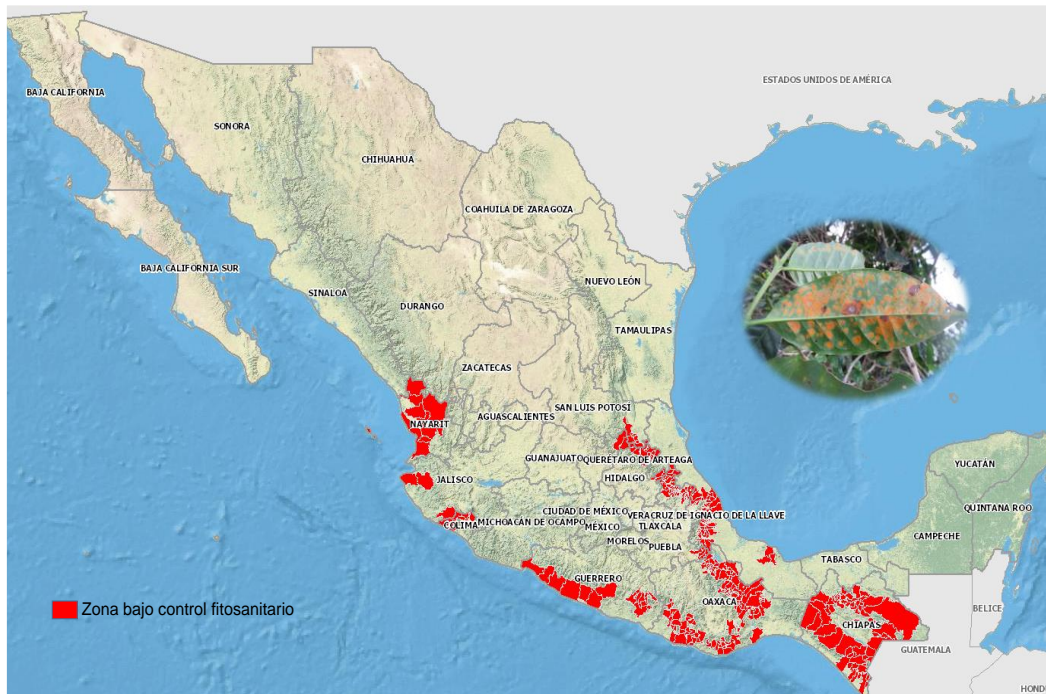 ESTADOS UNIDOS DE AMÉRICA
BAJA CALIFORNIA
SONORA
CHIHUAHUA
COAHUILA DE ZARAGOZA
BAJA CALIFORNIA SUR
SINALOA
NUEVO LEÓN
DURANGO
TAMAULIPAS
ZACATECAS
SAN LUIS POTOSÍ
AGUASCALIENTES
NAYARIT
GUANAJUATO
QUERÉTARO DE ARTEAGA
YUCATÁN
HIDALGO
JALISCO
QUINTANA ROO
CIUDAD DE MÉXICO
VERACRUZ DE IGNACIO DE LA LLAVE
COLIMA
MICHOACÁN DE OCAMPO
MÉXICO
TLAXCALA
CAMPECHE
MORELOS
PUEBLA
TABASCO
GUERRERO
OAXACA
BELICE
Zona bajo control fitosanitario
CHIAPAS
GUATEMALA
HONDU